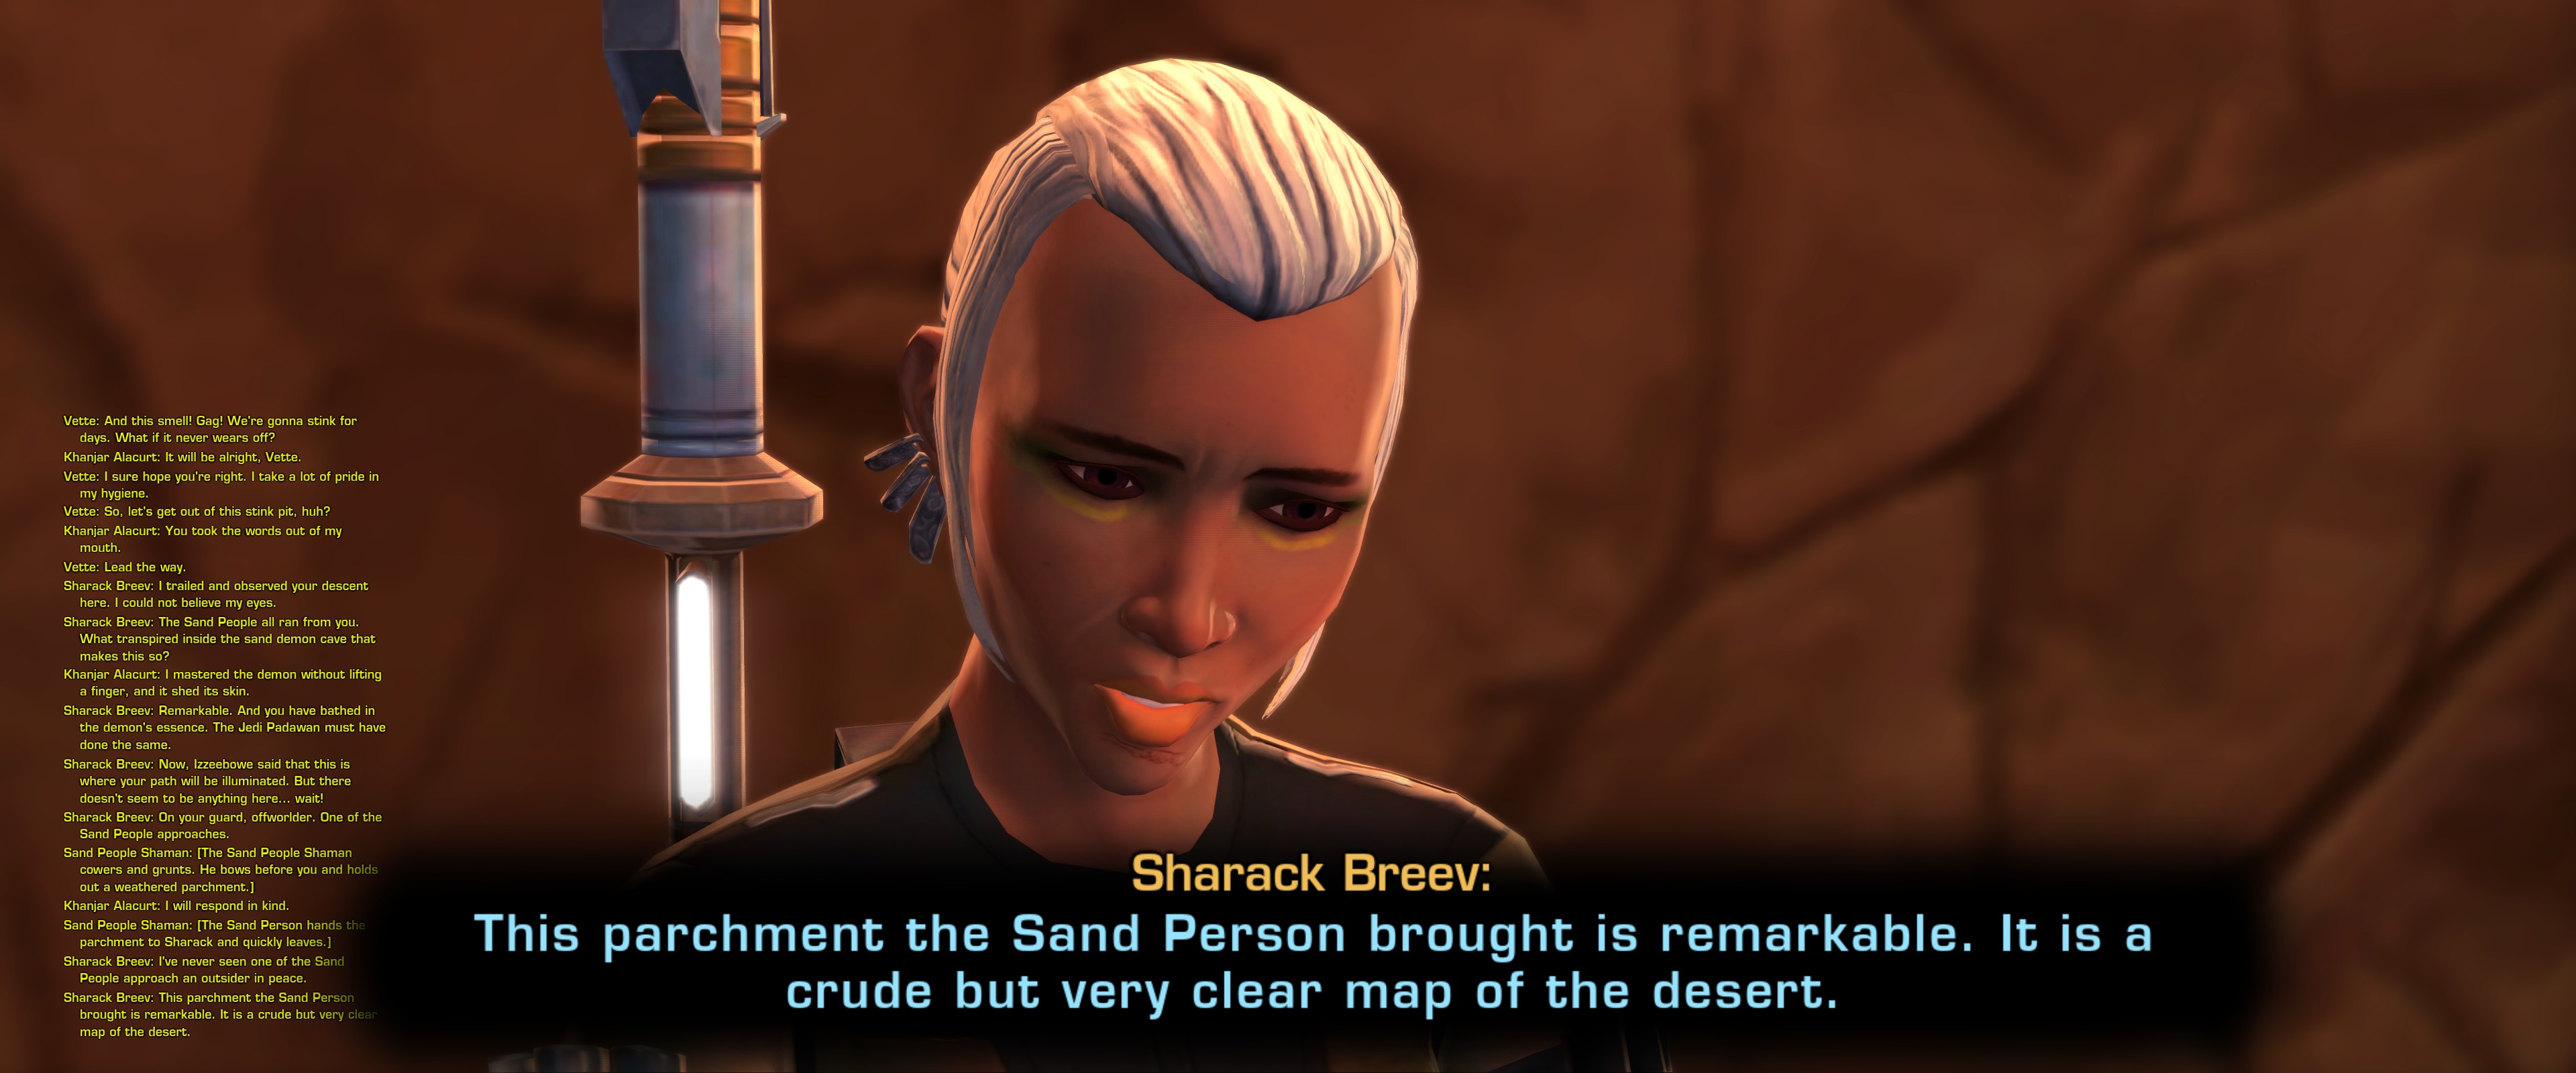 Vette: And this smell! Gag! We're gonna stink for
days. What if it never wears off?
Khanjar Alacurt: It will be alright, Vette.
Vette: I sure hope you're right. I take a lot of pride in
my hygiene.
Vette: So, let's get out of this stink pit, huh?
Khanjar Alacurt: You took the words out of my
mouth.
Vette: Lead the way.
Sharack Breev: I trailed and observed your descent
here. I could not believe my eyes.
Sharack Breev: The Sand People all ran from you.
What transpired inside the sand demon cave that
makes this so?
Khanjar Alacurt: I mastered the demon without lifting
a finger, and it shed its skin.
Sharack Breev: Remarkable. And you have bathed in
the demon's essence. The Jedi Padawan must have
done the same.
Sharack Breev: Now, Izzeebowe said that this is
where your path will be illuminated. But there
doesn't seem to be anything here... wait!
Sharack Breev: On your guard, offworlder. One of the
Sand People approaches.
Sand People Shaman: [The Sand People Shaman
cowers and grunts. He bows before you and holds
out a weathered parchment.]
Khanjar Alacurt: I will respond in kind.
Sand People Shaman: [The Sand Person hands the
parchment to Sharack and quickly leaves.]
Sharack Breev: I've never seen one of the Sand
People approach an outsider in peace.
Sharack Breev: This parchment the Sand Person
brought is remarkable. It is a crude but very clear
map of the desert.
Sharack Breev:
This parchment the Sand Person brought is remarkable. It is a
crude but very clear map of the desert.